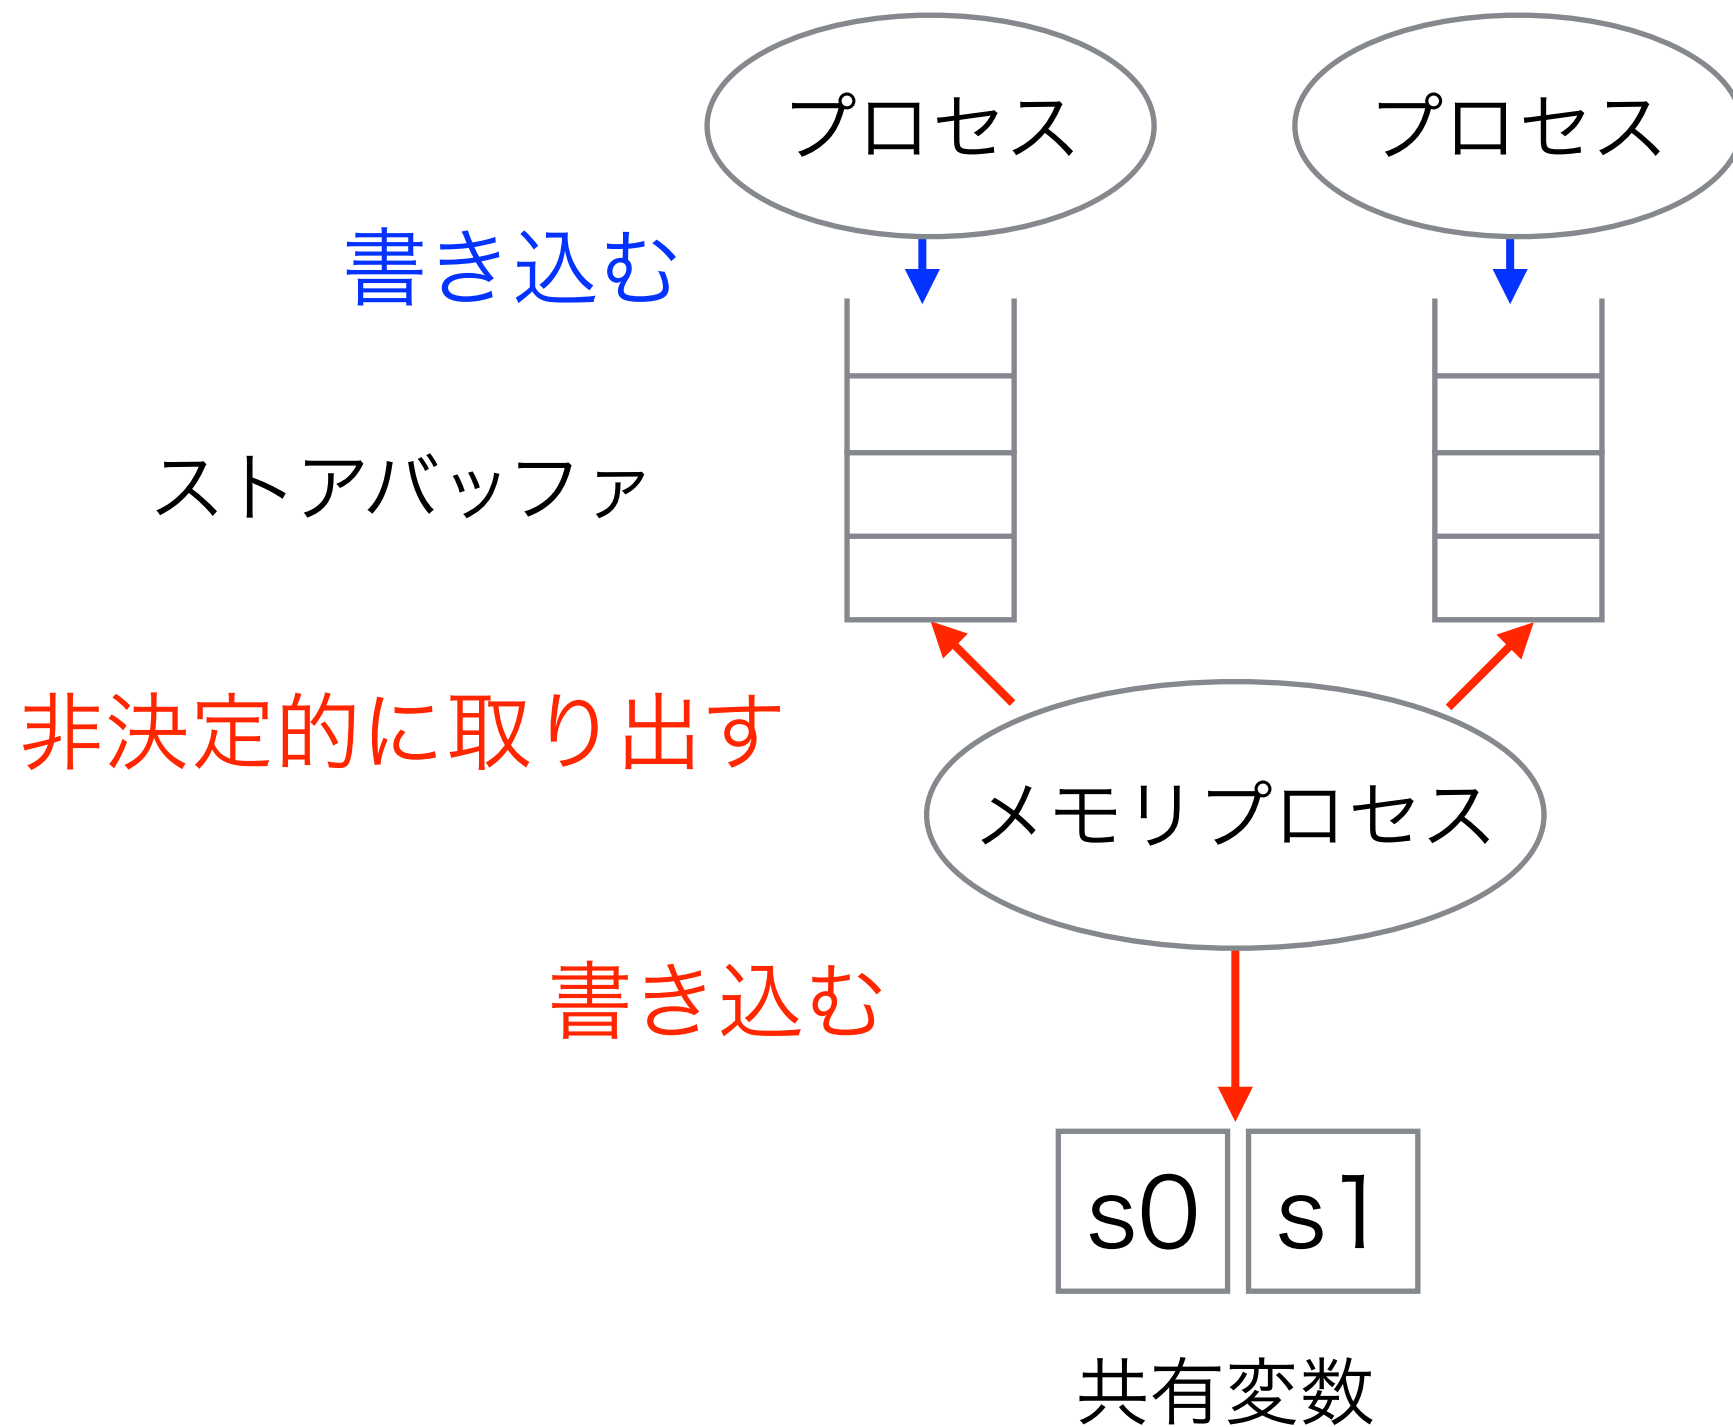 プロセス
プロセス
書き込む
ストアバッファ
非決定的に取り出す
メモリプロセス
書き込む
s0
s1
共有変数